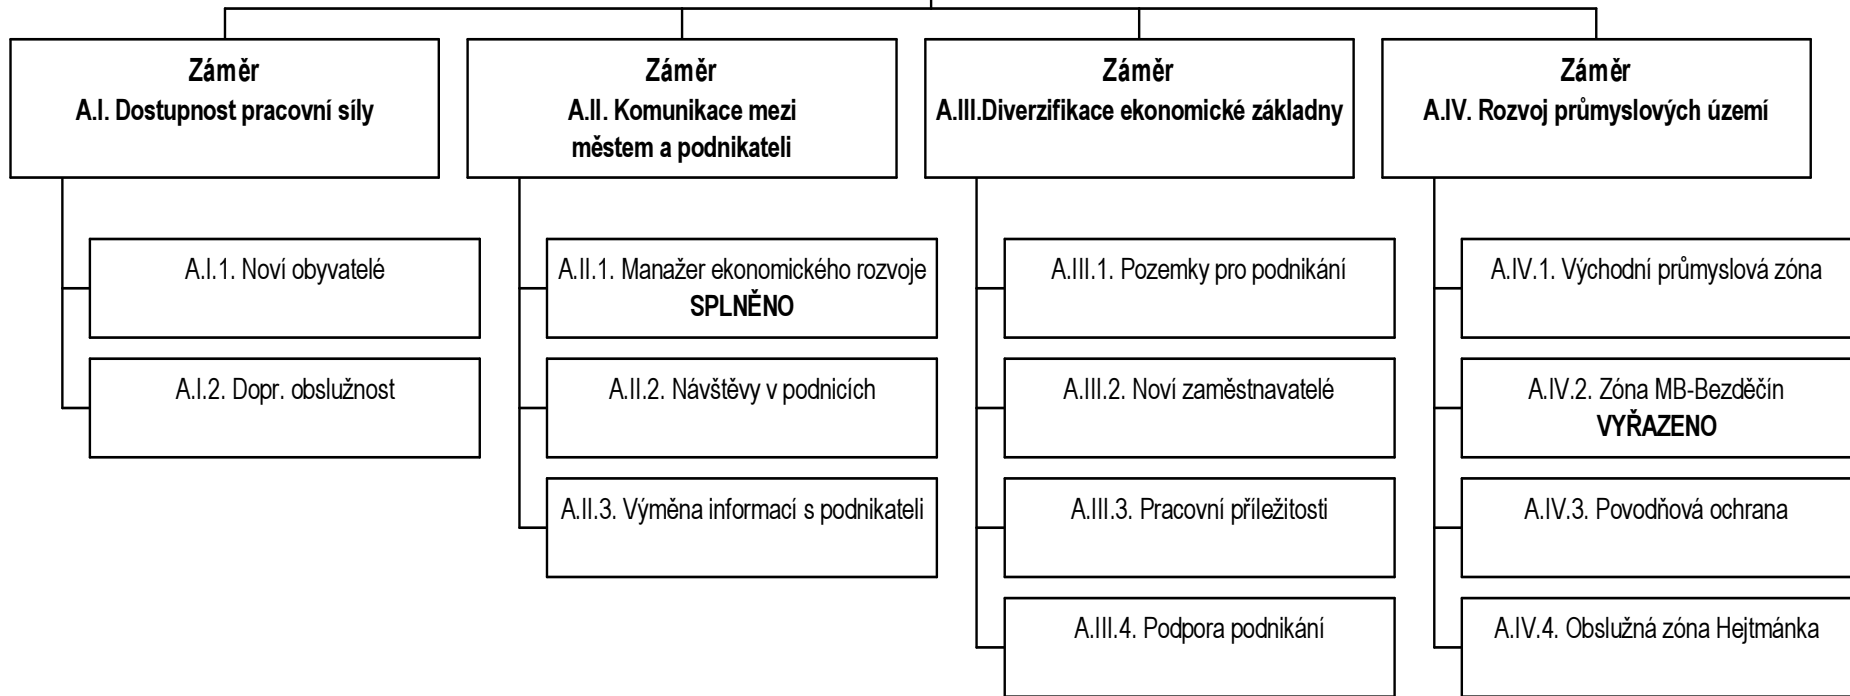 Záměr
A.I. Dostupnost pracovní síly
Záměr
A.II. Komunikace mezi
městem a podnikateli
Záměr
A.III.Diverzifikace ekonomické základny
Záměr
A.IV. Rozvoj průmyslových území
A.I.1. Noví obyvatelé
A.I.2. Dopr. obslužnost
A.II.1. Manažer ekonomického rozvoje
SPLNĚNO
A.II.2. Návštěvy v podnicích
A.II.3. Výměna informací s podnikateli
A.III.1. Pozemky pro podnikání
A.III.2. Noví zaměstnavatelé
A.III.3. Pracovní příležitosti
A.III.4. Podpora podnikání
A.IV.1. Východní průmyslová zóna
A.IV.2. Zóna MB-Bezděčín
VYŘAZENO
A.IV.3. Povodňová ochrana
A.IV.4. Obslužná zóna Hejtmánka